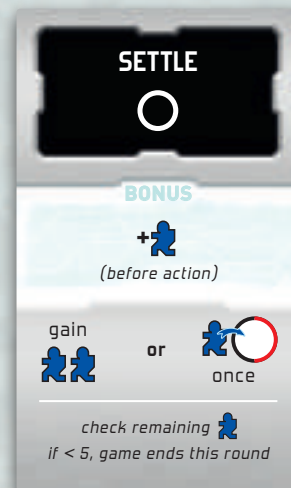 SETTLE
BONUS
+
(before action)
gain or once
check remaining
if < 5, game ends this round